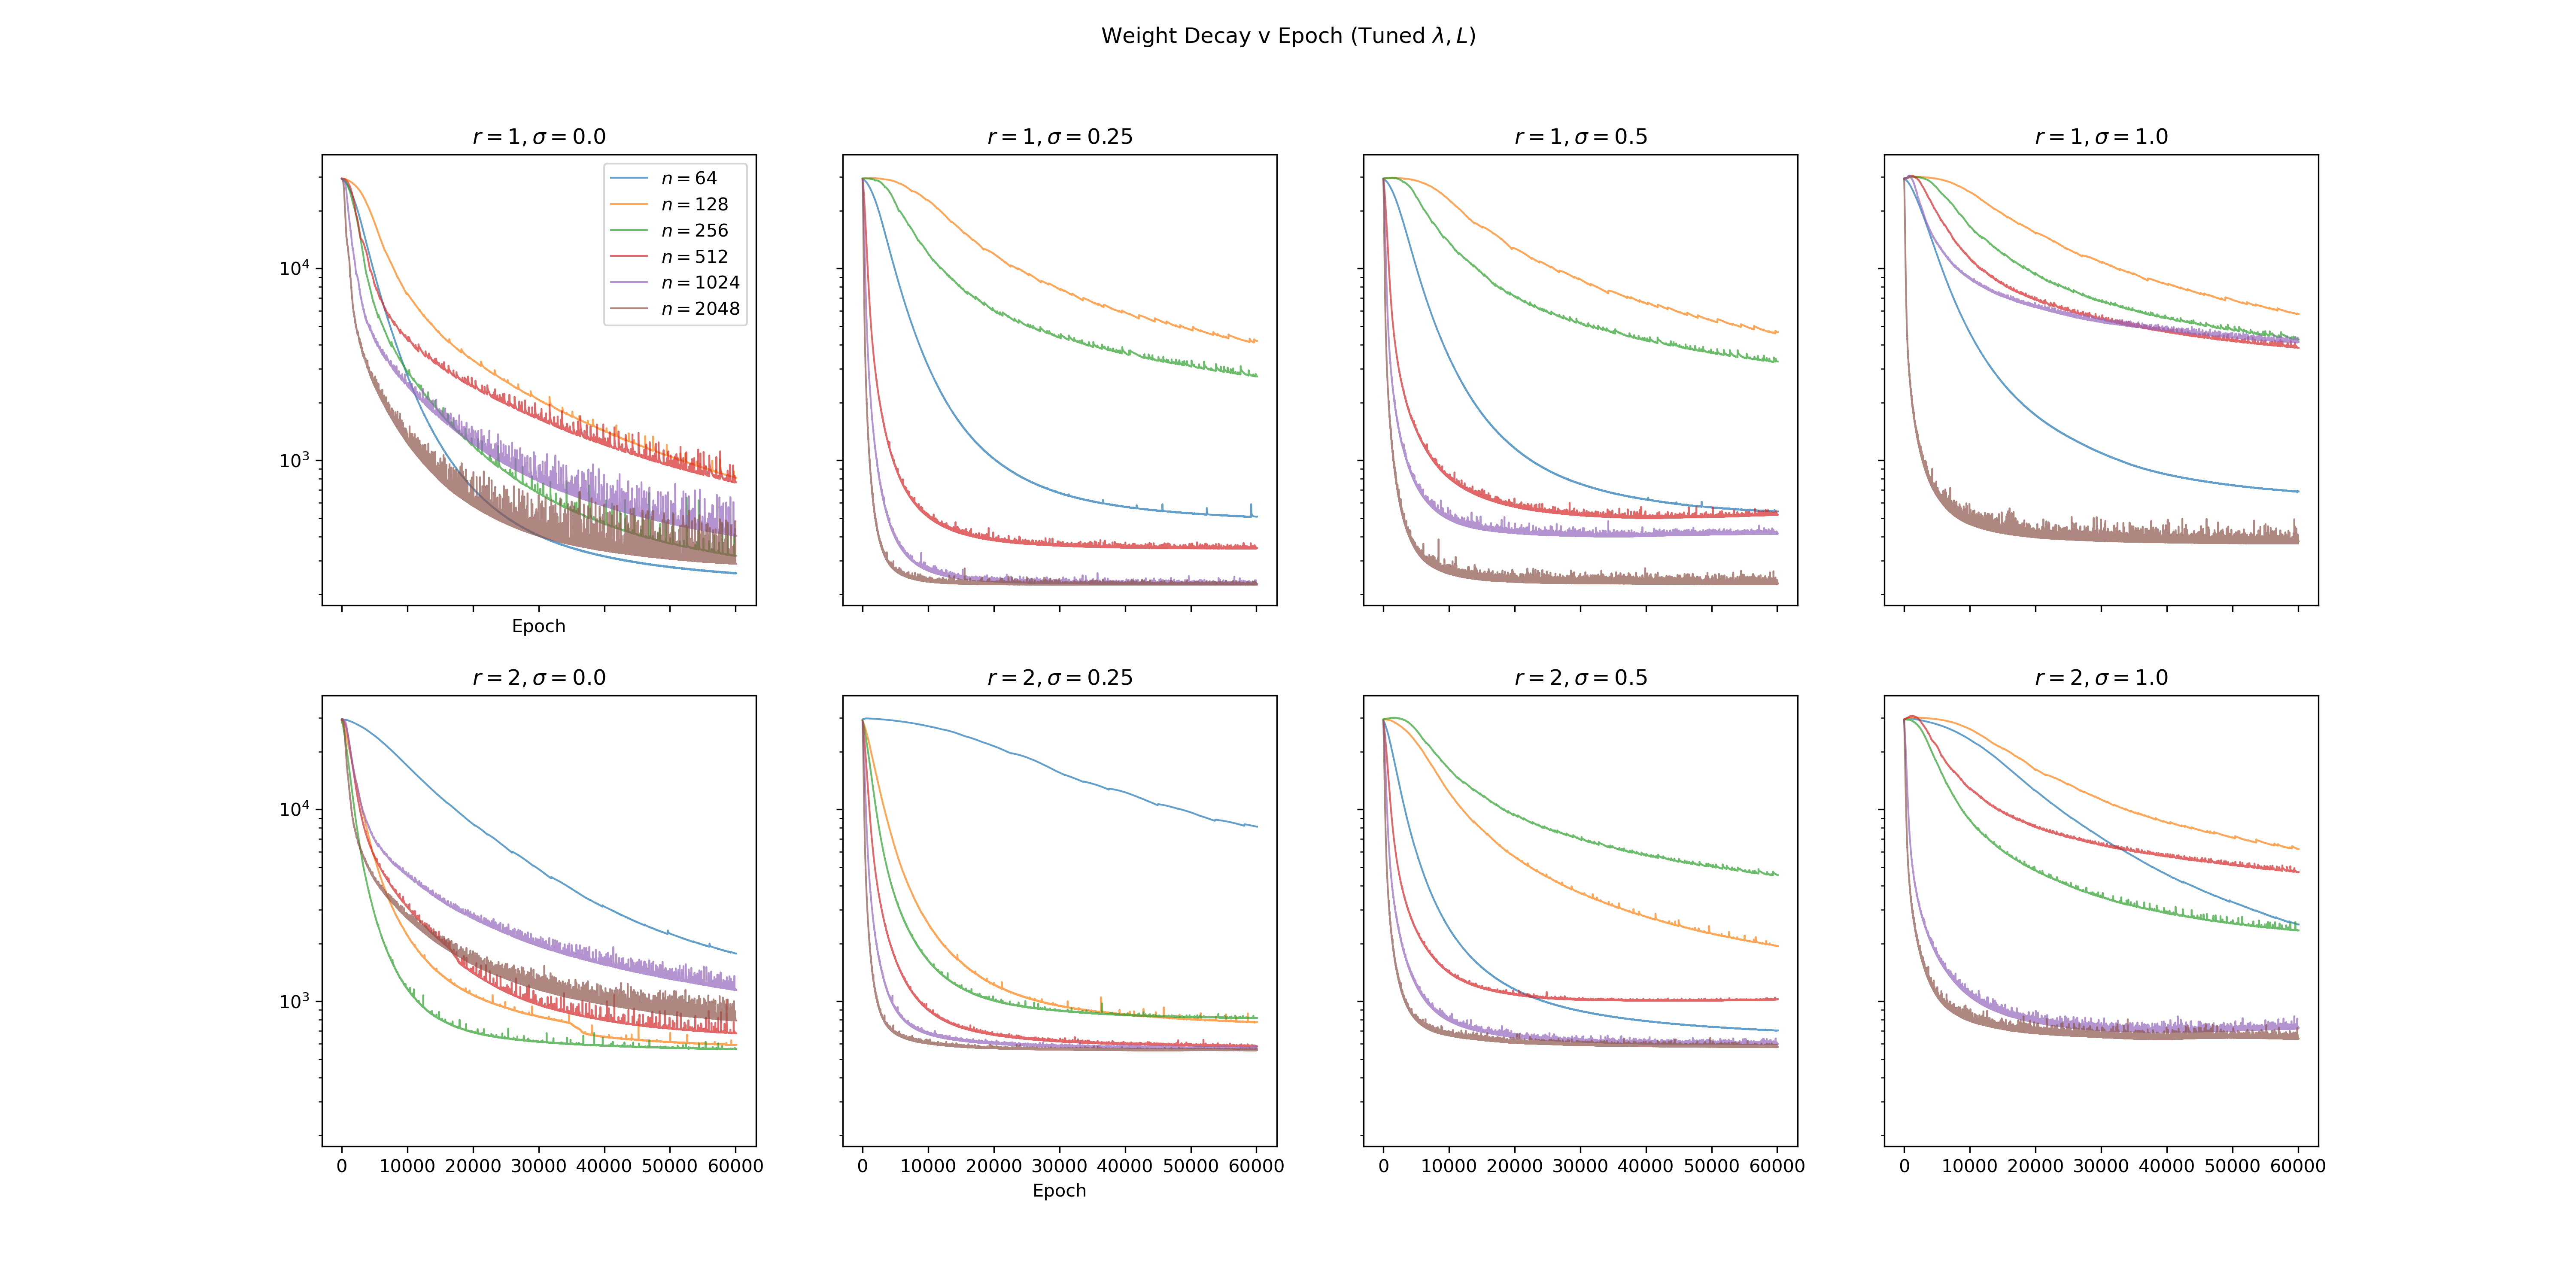 Weight Decay v Epoch (Tuned λ, L)
r = 1, σ = 0.0
r = 1, σ = 0.25
r = 1, σ = 0.5
r = 1, σ = 1.0
n = 64
n = 128
n = 256
n = 512
n = 1024
n = 2048
10⁴
10³
Epoch
r = 2, σ = 0.0
r = 2, σ = 0.25
r = 2, σ = 0.5
r = 2, σ = 1.0
10⁴
10³
0 10000 20000 30000 40000 50000 60000
0 10000 20000 30000 40000 50000 60000
0 10000 20000 30000 40000 50000 60000
0 10000 20000 30000 40000 50000 60000
Epoch